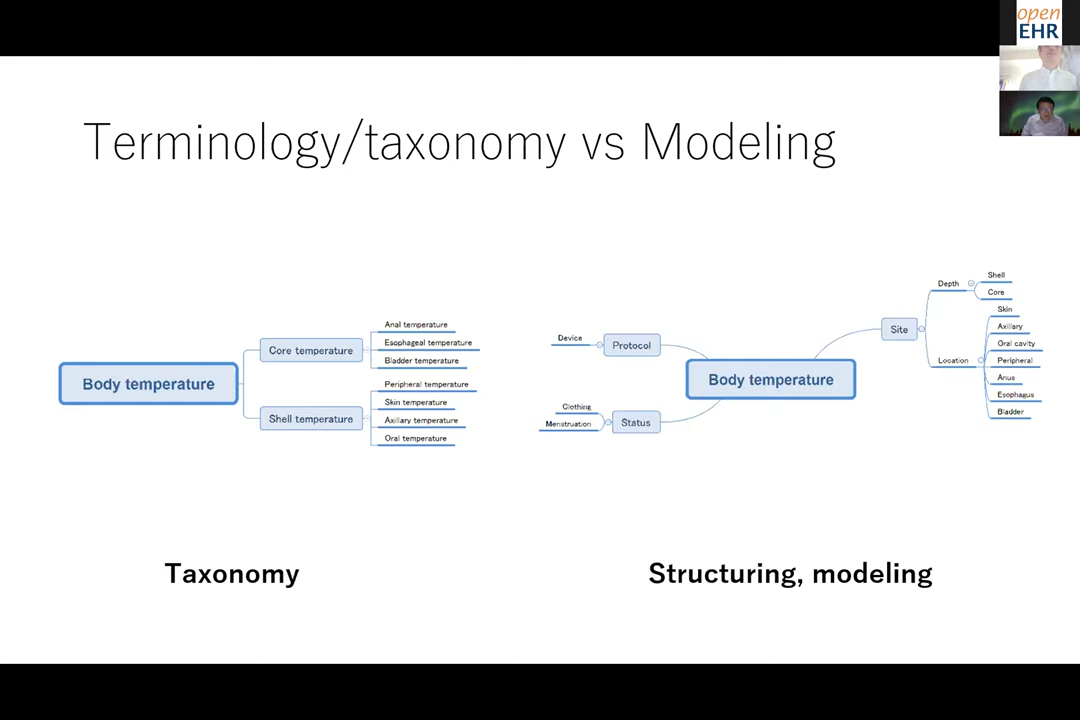 open
EHR
Terminology/taxonomy vs Modeling
Body temperature
Core temperature
Anal temperature
Esophageal temperature
Bladder temperature
Shell temperature
Peripheral temperature
Skin temperature
Axillary temperature
Oral temperature
Taxonomy
Body temperature
Protocol
Device
Status
Clothing
Menstruation
Site
Depth
Shell
Core
Location
Skin
Axillary
Oral cavity
Peripheral
Anus
Esophagus
Bladder
Structuring, modeling